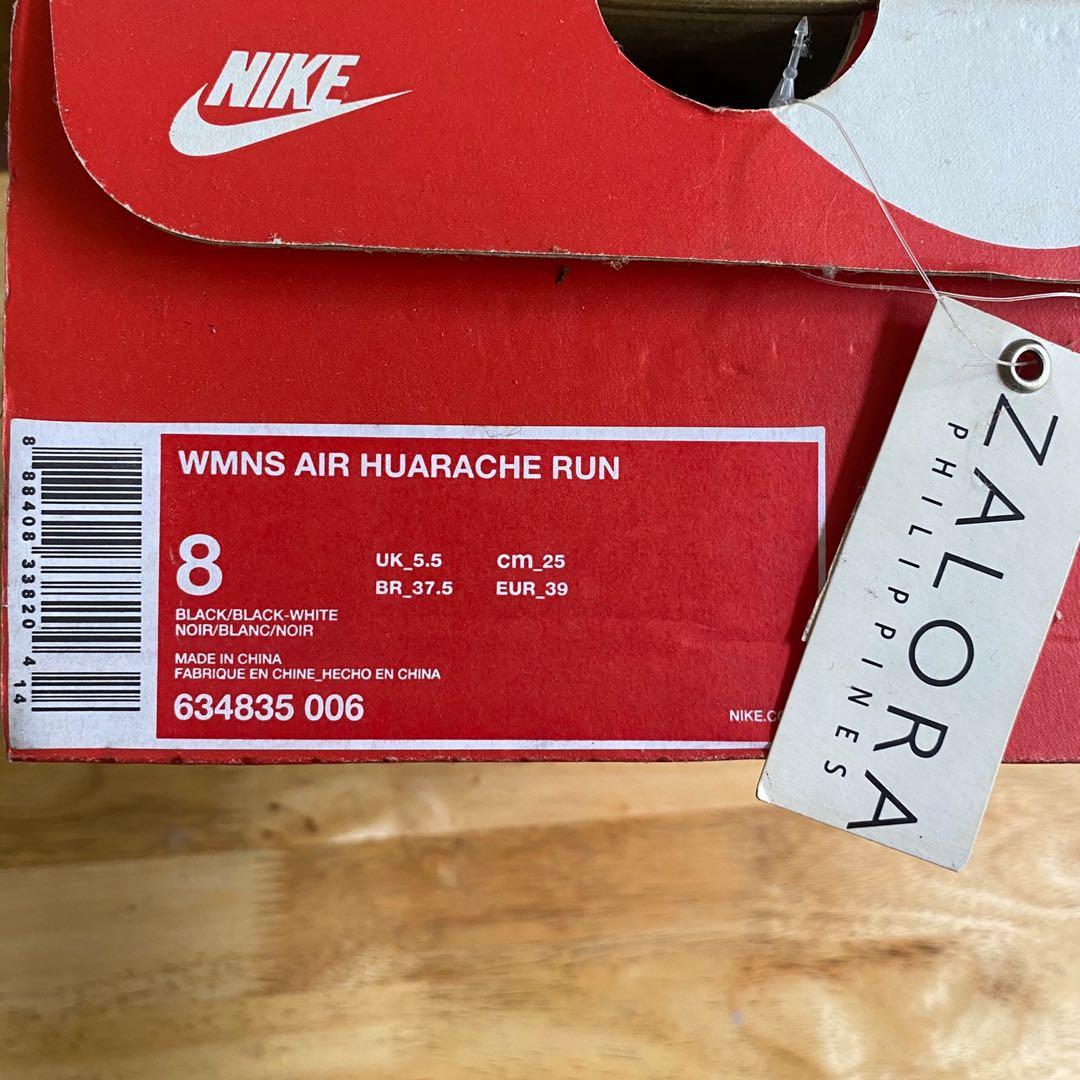 NIKE
WMNS AIR HUARACHE RUN
8
UK_5.5 cm_25
BR_37.5 EUR_39
BLACK/BLACK-WHITE
NOIR/BLANC/NOIR
MADE IN CHINA
FABRIQUE EN CHINE_HECHO EN CHINA
634835 006
NIKE.CO
8 88408 33820 4 14
ZALORA
PHILIPPINES